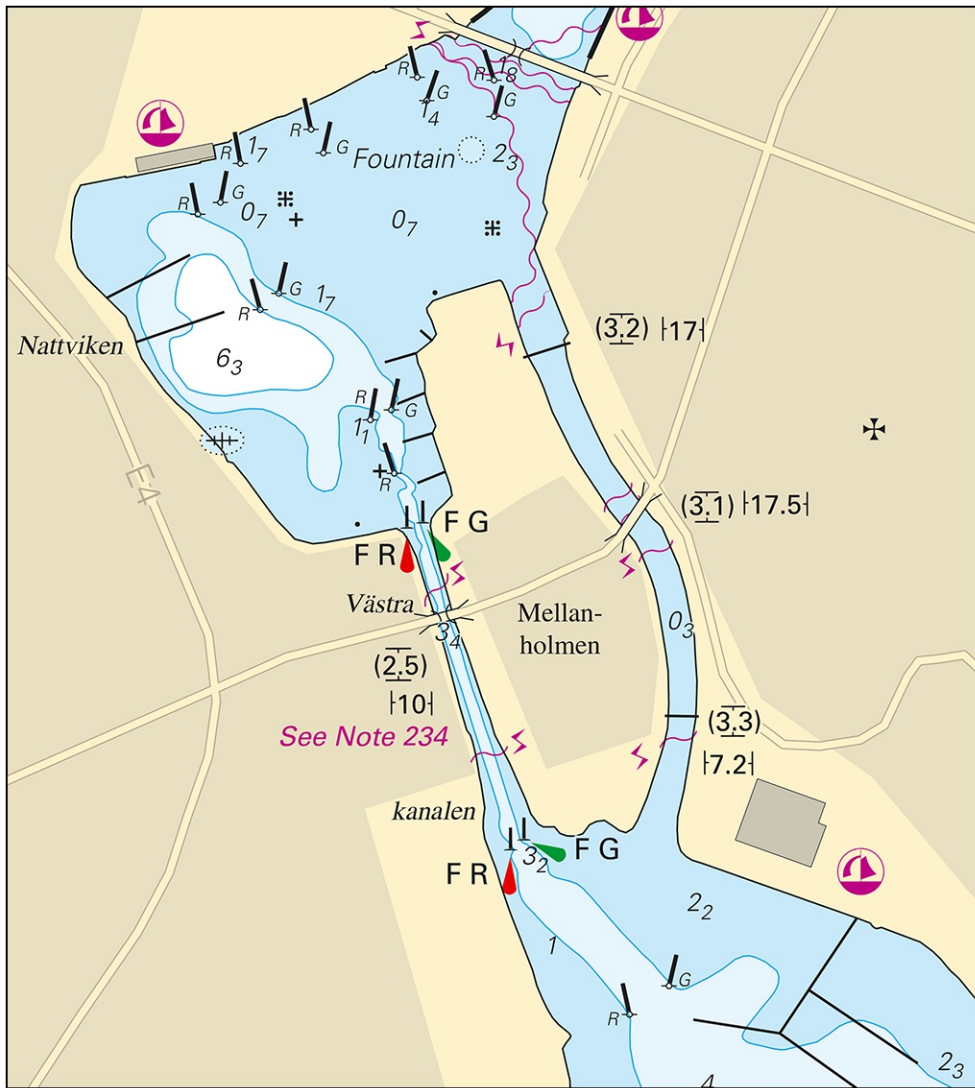 R
1₈
R
G
R
G
4
R
G
Fountain
2₃
1₇
R
G
R
0₇
0₇
G
1₇
R
Nattviken
6₃
(3.2) 17
R
G
1₁
R
E4
(3.1) 17.5
F G
F R
Västra
3₄
Mellan-
holmen
0₃
(2.5)
10
See Note 234
(3.3)
7.2
kanalen
3₂
F G
F R
2₂
1
G
R
2₃
4